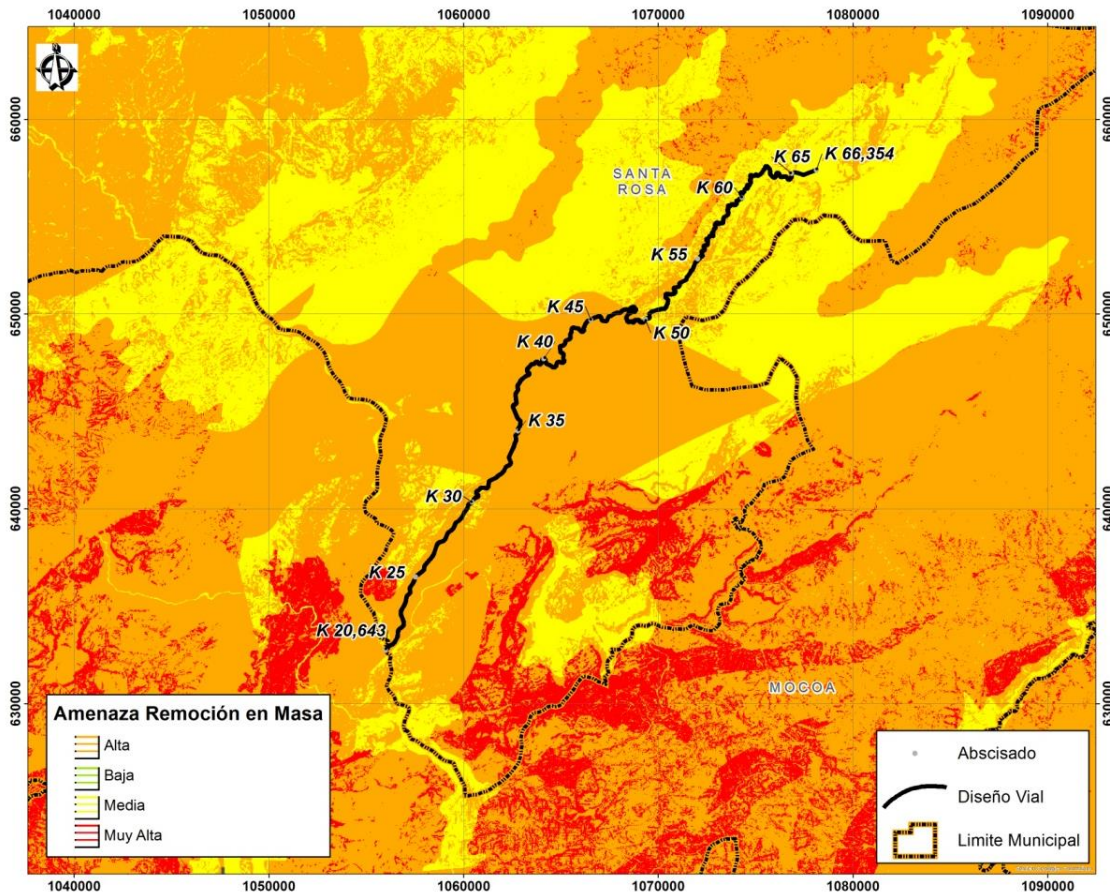 1040000 1050000 1060000 1070000 1080000 1090000
660000 660000
SANTA
ROSA
K 65
K 66,354
K 60
K 55
650000 650000
K 45
K 50
K 40
K 35
640000 640000
K 30
K 25
K 20,643
MOCOA
630000 630000
Amenaza Remoción en Masa
Alta
Baja
Media
Muy Alta
Abscisado
Diseño Vial
Limite Municipal
1040000 1050000 1060000 1070000 1080000 1090000